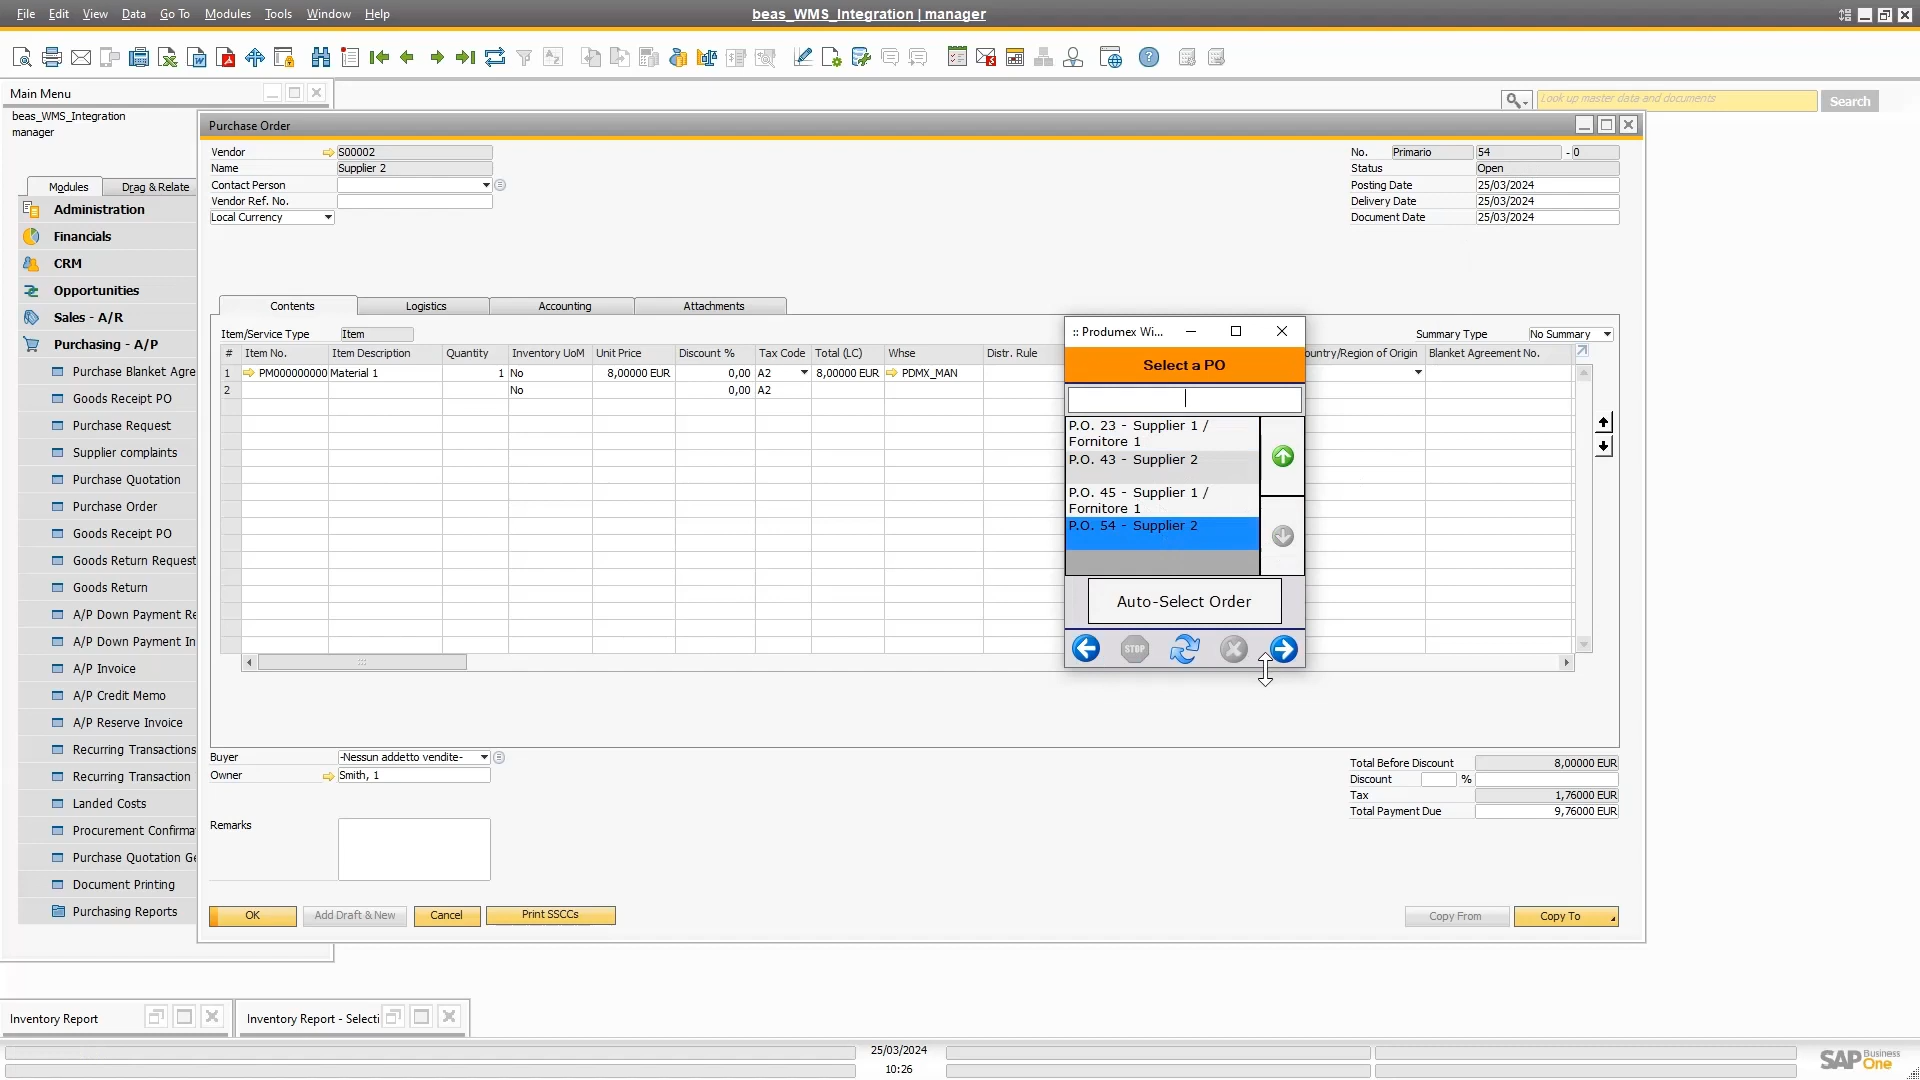 File Edit View Data Go To Modules Tools Window Help
beas_WMS_Integration | manager
Main Menu
Look up master data and documents
Search
beas_WMS_Integration
manager
Modules
Drag & Relate
Administration
Financials
CRM
Opportunities
Sales - A/R
Purchasing - A/P
Purchase Blanket Agre
Goods Receipt PO
Purchase Request
Supplier complaints
Purchase Quotation
Purchase Order
Goods Receipt PO
Goods Return Request
Goods Return
A/P Down Payment Re
A/P Down Payment In
A/P Invoice
A/P Credit Memo
A/P Reserve Invoice
Recurring Transactions
Recurring Transaction
Landed Costs
Procurement Confirma
Purchase Quotation Ge
Document Printing
Purchasing Reports
Purchase Order
Vendor S00002
Name Supplier 2
Contact Person
Vendor Ref. No.
Local Currency
No. Primario 54 - 0
Status Open
Posting Date 25/03/2024
Delivery Date 25/03/2024
Document Date 25/03/2024
Contents Logistics Accounting Attachments
Item/Service Type Item
Summary Type No Summary
# Item No. Item Description Quantity Inventory UoM Unit Price Discount % Tax Code Total (LC) Whse Distr. Rule ountry/Region of Origin Blanket Agreement No.
1 PM000000000 Material 1 1 No 8,00000 EUR 0,00 A2 8,00000 EUR PDMX_MAN
2 No 0,00 A2
:: Produmex Wi...
Select a PO
P.O. 23 - Supplier 1 /
Fornitore 1
P.O. 43 - Supplier 2
P.O. 45 - Supplier 1 /
Fornitore 1
P.O. 54 - Supplier 2
Auto-Select Order
STOP
Buyer -Nessun addetto vendite-
Owner Smith, 1
Remarks
Total Before Discount 8,00000 EUR
Discount %
Tax 1,76000 EUR
Total Payment Due 9,76000 EUR
OK
Add Draft & New
Cancel
Print SSCCs
Copy From
Copy To
Inventory Report
Inventory Report - Selecti
25/03/2024
10:26
SAP Business One